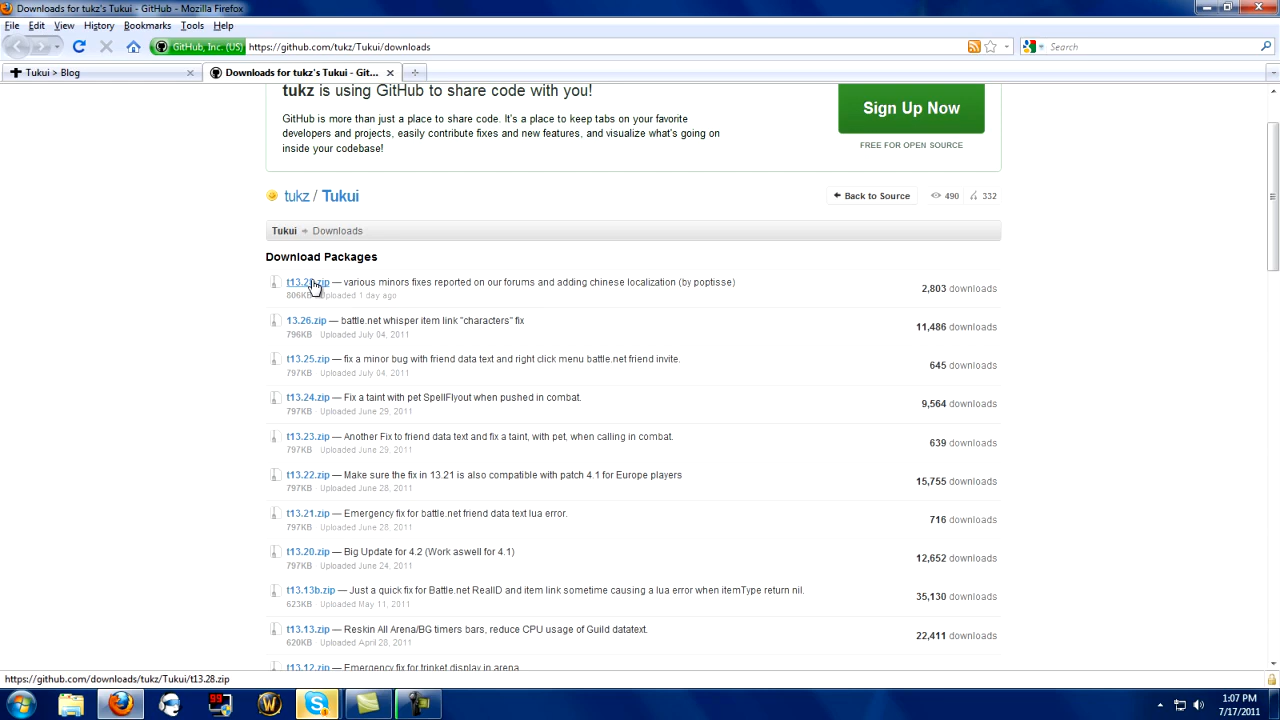 Downloads for tukz's Tukui - GitHub - Mozilla Firefox
File Edit View History Bookmarks Tools Help
GitHub, Inc. (US) https://github.com/tukz/Tukui/downloads Search
Tukui > Blog Downloads for tukz's Tukui - Git...
tukz is using GitHub to share code with you!
GitHub is more than just a place to share code. It's a place to keep tabs on your favorite
developers and projects, easily contribute fixes and new features, and visualize what's going on
inside your codebase!
Sign Up Now
FREE FOR OPEN SOURCE
tukz / Tukui Back to Source 490 332
Tukui Downloads
Download Packages
t13.28.zip — various minors fixes reported on our forums and adding chinese localization (by poptisse)
806KB Uploaded 1 day ago
2,803 downloads
13.26.zip — battle.net whisper item link "characters" fix
796KB Uploaded July 04, 2011
11,486 downloads
t13.25.zip — fix a minor bug with friend data text and right click menu battle.net friend invite.
797KB Uploaded July 04, 2011
645 downloads
t13.24.zip — Fix a taint with pet SpellFlyout when pushed in combat.
797KB Uploaded June 29, 2011
9,564 downloads
t13.23.zip — Another Fix to friend data text and fix a taint, with pet, when calling in combat.
797KB Uploaded June 29, 2011
639 downloads
t13.22.zip — Make sure the fix in 13.21 is also compatible with patch 4.1 for Europe players
797KB Uploaded June 28, 2011
15,755 downloads
t13.21.zip — Emergency fix for battle.net friend data text lua error.
797KB Uploaded June 28, 2011
716 downloads
t13.20.zip — Big Update for 4.2 (Work aswell for 4.1)
797KB Uploaded June 24, 2011
12,652 downloads
t13.13b.zip — Just a quick fix for Battle.net RealID and item link sometime causing a lua error when itemType return nil.
623KB Uploaded May 11, 2011
35,130 downloads
t13.13.zip — Reskin All Arena/BG timers bars, reduce CPU usage of Guild datatext.
620KB Uploaded April 28, 2011
22,411 downloads
t13.12.zip — Emergency fix for trinket display in arena
https://github.com/downloads/tukz/Tukui/t13.28.zip
99
1:07 PM
7/17/2011